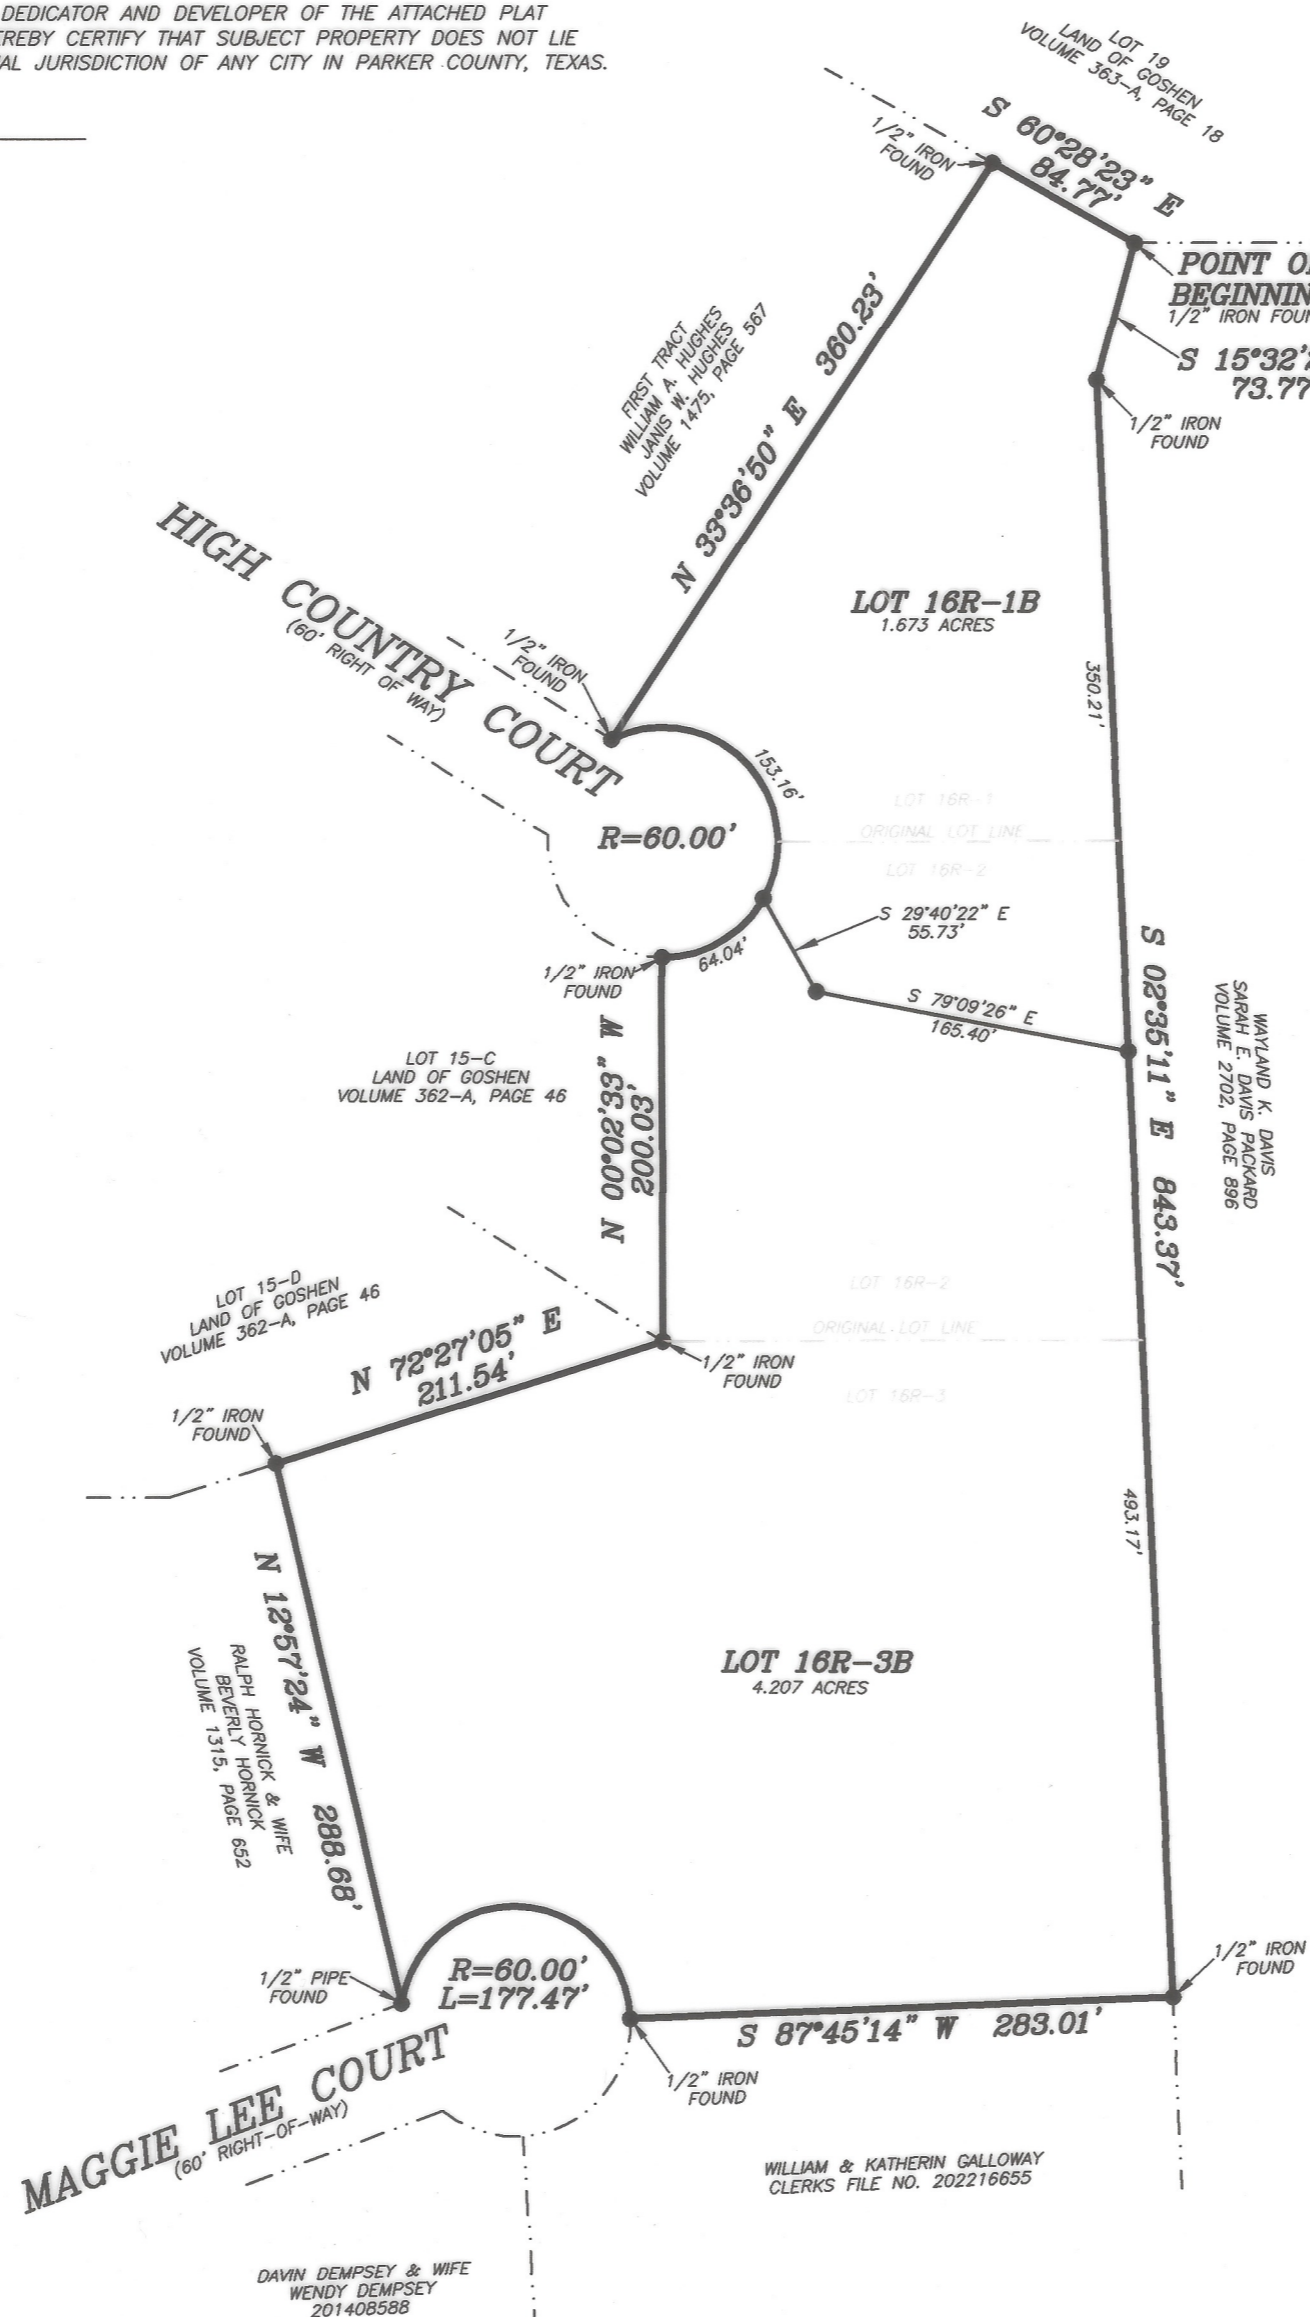 DEDICATOR AND DEVELOPER OF THE ATTACHED PLAT
EREBY CERTIFY THAT SUBJECT PROPERTY DOES NOT LIE
AL JURISDICTION OF ANY CITY IN PARKER COUNTY, TEXAS.
LOT 19
LAND OF GOSHEN
VOLUME 363-A, PAGE 18
S 60°28'23" E
84.77'
1/2" IRON
FOUND
POINT O
BEGINNIN
1/2" IRON FOU
S 15°32'
73.77
1/2" IRON
FOUND
N 33°36'50" E 360.23'
FIRST TRACT
WILLIAM A. HUGHES
JANIS W. HUGHES
VOLUME 1475, PAGE 567
HIGH COUNTRY COURT
(60' RIGHT OF WAY)
1/2" IRON
FOUND
LOT 16R-1B
1.673 ACRES
350.21'
153.16'
R=60.00'
LOT 16R-1
ORIGINAL LOT LINE
LOT 16R-2
S 29°40'22" E
55.73'
64.04'
1/2" IRON
FOUND
S 79°09'26" E
165.40'
S 02°35'11" E 843.37'
WAYLAND K. DAVIS
SARAH E. DAVIS PACKARD
VOLUME 2702, PAGE 896
N 00°02'33" W
200.03'
LOT 15-C
LAND OF GOSHEN
VOLUME 362-A, PAGE 46
LOT 15-D
LAND OF GOSHEN
VOLUME 362-A, PAGE 46
N 72°27'05" E
211.54'
LOT 16R-2
ORIGINAL LOT LINE
LOT 16R-3
1/2" IRON
FOUND
1/2" IRON
FOUND
493.17'
N 12°57'24" W 288.68'
RALPH HORNICK & WIFE
BEVERLY HORNICK
VOLUME 1315, PAGE 652
LOT 16R-3B
4.207 ACRES
1/2" PIPE
FOUND
R=60.00'
L=177.47'
1/2" IRON
FOUND
S 87°45'14" W 283.01'
1/2" IRON
FOUND
MAGGIE LEE COURT
(60' RIGHT-OF-WAY)
WILLIAM & KATHERIN GALLOWAY
CLERKS FILE NO. 202216655
DAVIN DEMPSEY & WIFE
WENDY DEMPSEY
201408588